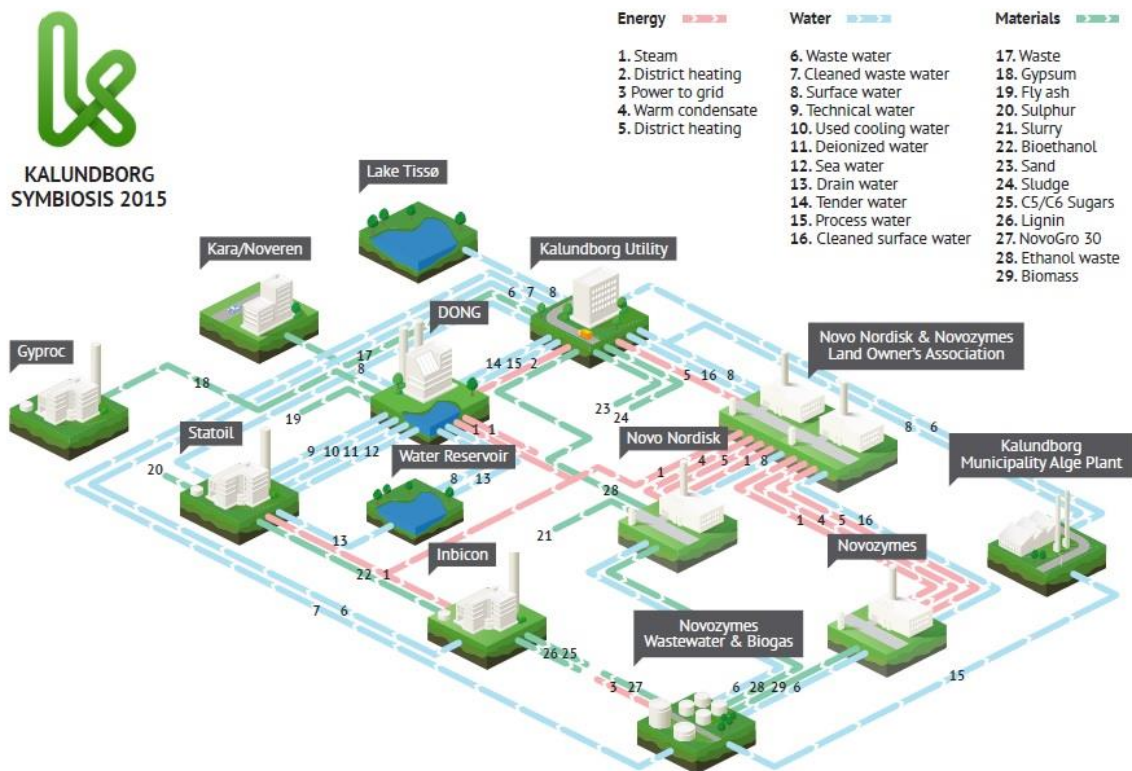 KALUNDBORG
SYMBIOSIS 2015
Energy
1. Steam
2. District heating
3 Power to grid
4. Warm condensate
5. District heating
Water
6. Waste water
7. Cleaned waste water
8. Surface water
9. Technical water
10. Used cooling water
11. Deionized water
12. Sea water
13. Drain water
14. Tender water
15. Process water
16. Cleaned surface water
Materials
17. Waste
18. Gypsum
19. Fly ash
20. Sulphur
21. Slurry
22. Bioethanol
23. Sand
24. Sludge
25. C5/C6 Sugars
26. Lignin
27. NovoGro 30
28. Ethanol waste
29. Biomass
Lake Tissø
Kara/Noveren
Kalundborg Utility
6 7 8
DONG
Gyproc
Novo Nordisk & Novozymes
Land Owner's Association
17
8
14 15 2
18
5 16 8
19
23
24
8 6
1 1
Statoil
Novo Nordisk
Kalundborg
Municipality Alge Plant
9 10 11 12
Water Reservoir
20
8 13
1 4 5 1 8
28
21
1 4 5 16
13
Inbicon
Novozymes
22 1
7 6
Novozymes
Wastewater & Biogas
26 25
3 27
6 28 29 6
15